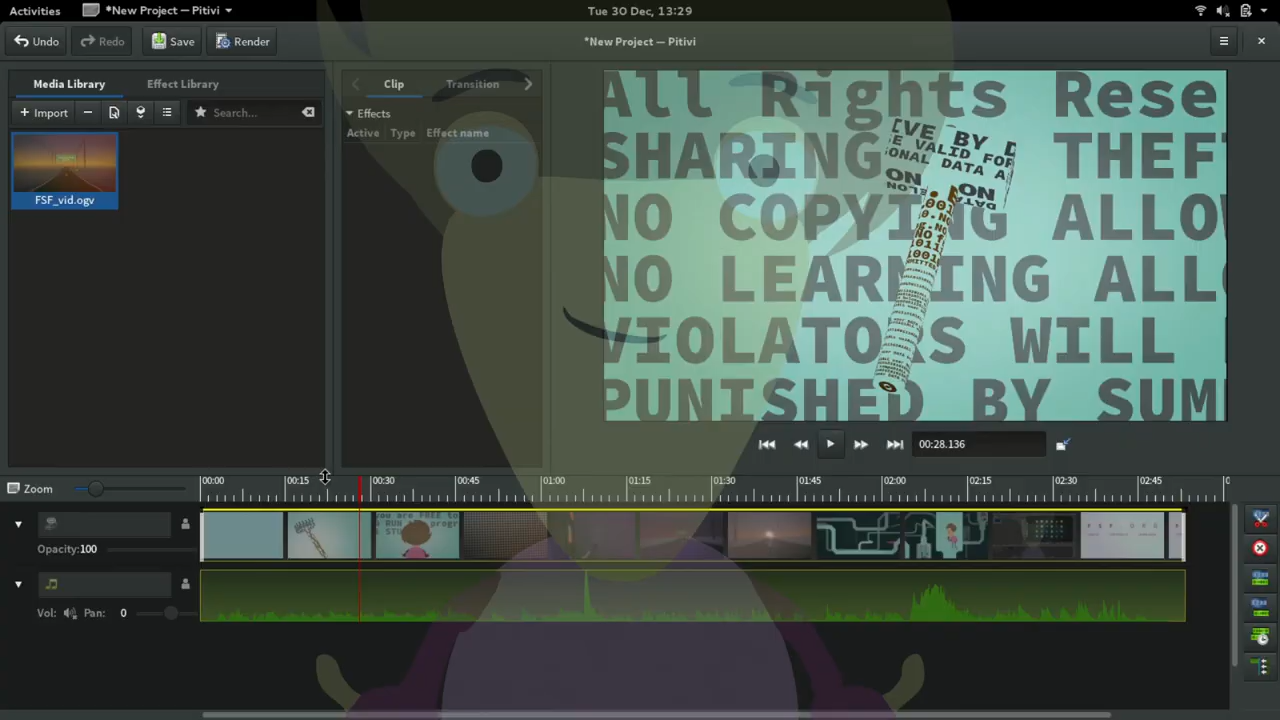 Activities *New Project — Pitivi Tue 30 Dec, 13:29
Undo Redo Save Render *New Project — Pitivi
Media Library Effect Library
Import Search...
FSF_vid.ogv
Clip Transition
Effects
Active Type Effect name
All Rights Rese
SHARING THEFT
NO COPYING ALLOW
NO LEARNING ALLO
VIOLATORS WILL
PUNISHED BY SUM
00:28.136
Zoom 00:00 00:15 00:30 00:45 01:00 01:15 01:30 01:45 02:00 02:15 02:45
Opacity:100
Vol: Pan: 0